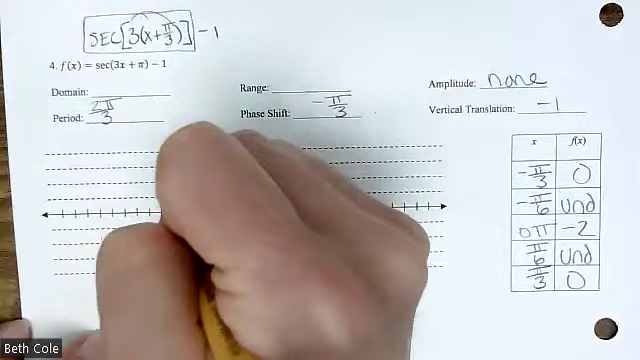 SEC[3(x+π/3)] - 1
4. f(x) = sec(3x + π) − 1
Domain:
Range:
Amplitude: none
Period: 2π/3
Phase Shift: -π/3
Vertical Translation: -1
x f(x)
-π/3 0
-π/6 und
0π -2
π/6 und
π/3 0
Beth Cole